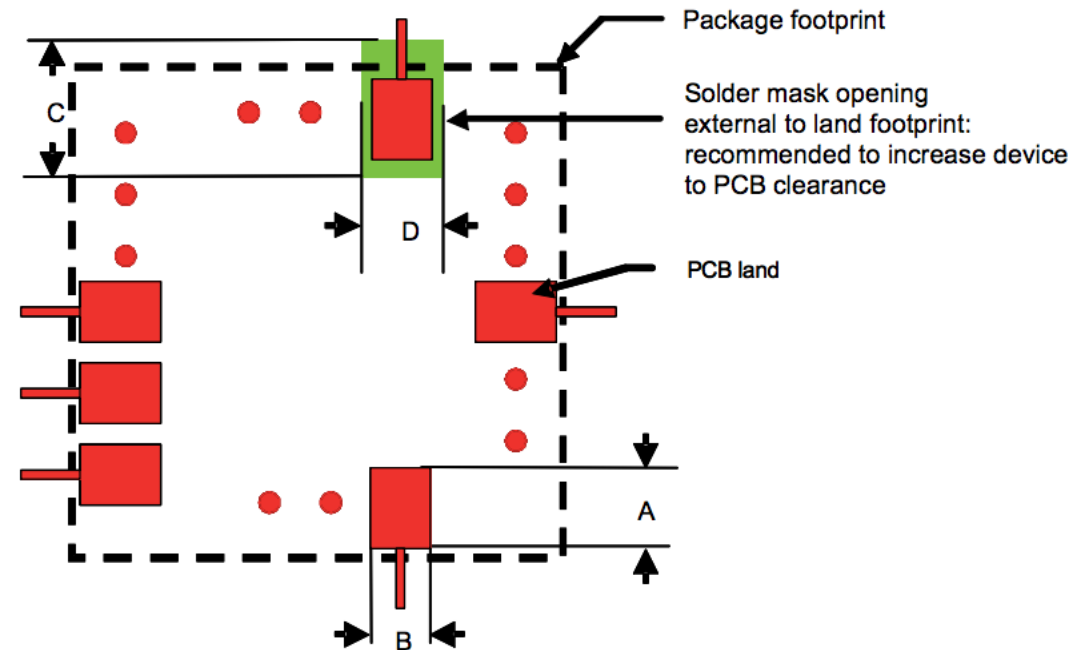 Package footprint
Solder mask opening
external to land footprint:
recommended to increase device
to PCB clearance
C
D
PCB land
A
B